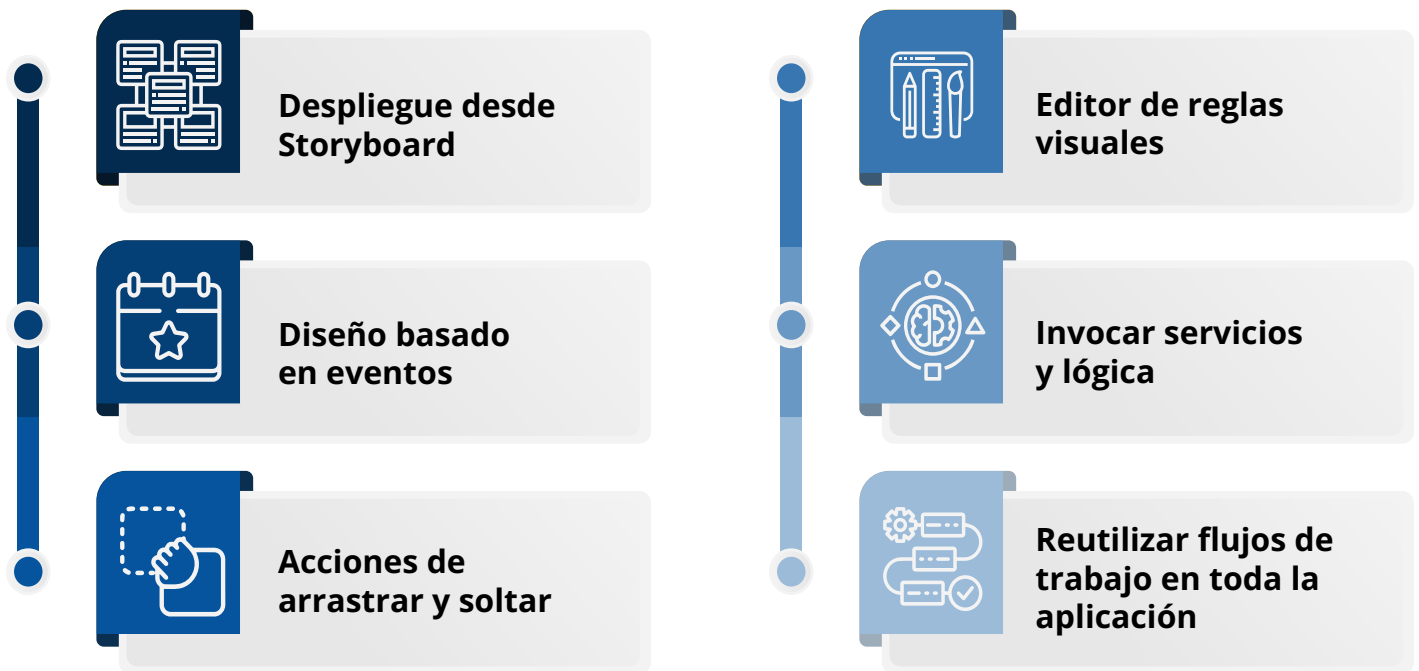 Despliegue desde
Storyboard
Diseño basado
en eventos
Acciones de
arrastrar y soltar
Editor de reglas
visuales
Invocar servicios
y lógica
Reutilizar flujos de
trabajo en toda la
aplicación